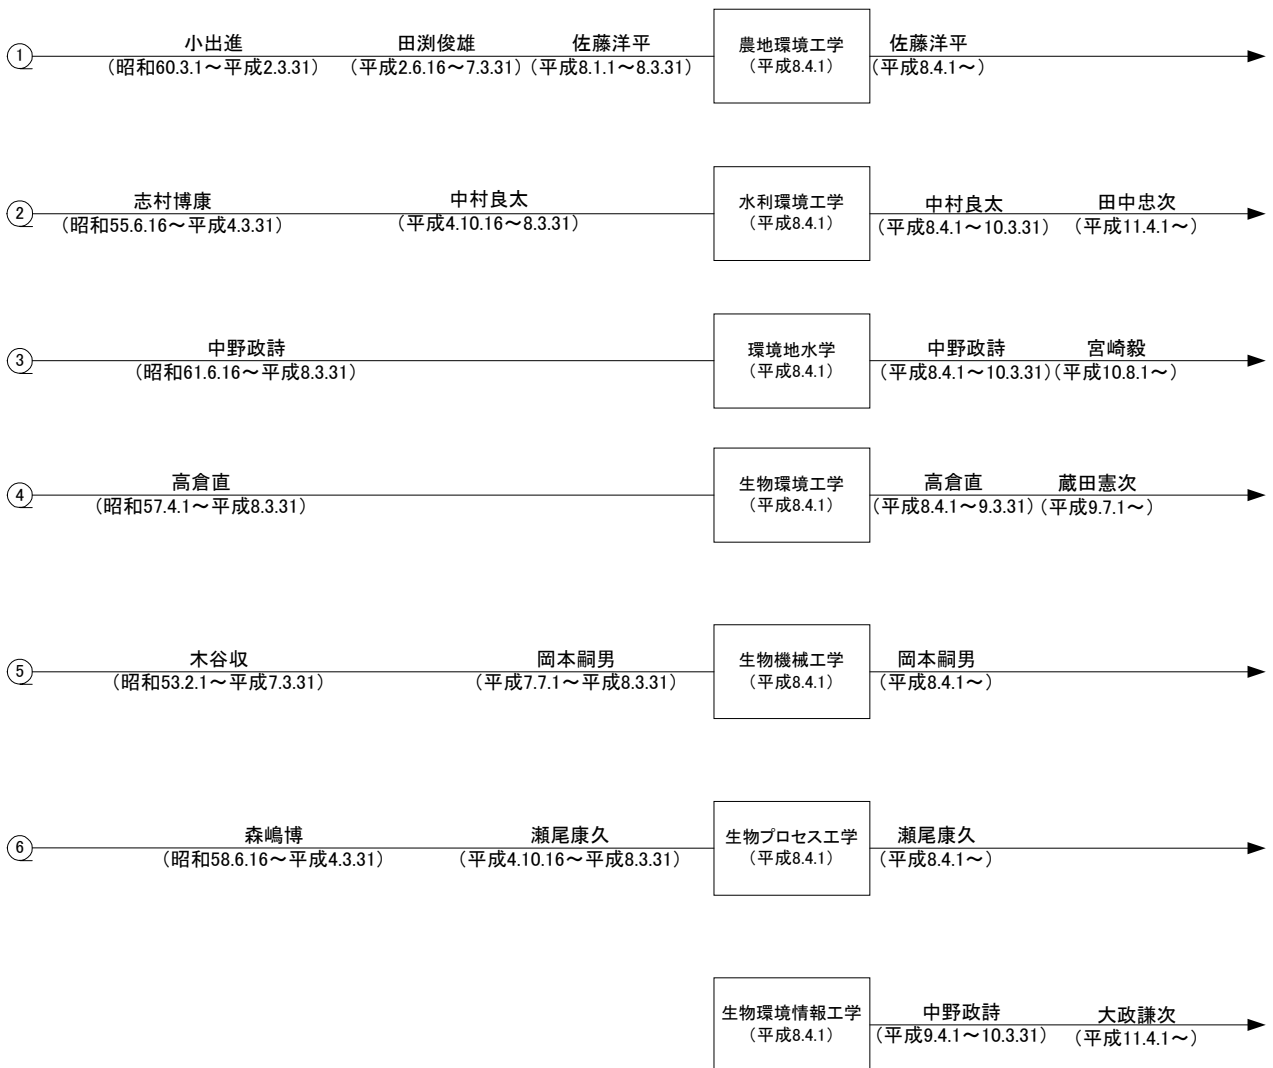 ①
小出進
（昭和60.3.1～平成2.3.31）
田渕俊雄
（平成2.6.16～7.3.31）
佐藤洋平
（平成8.1.1～8.3.31）
農地環境工学
（平成8.4.1）
佐藤洋平
（平成8.4.1～）
②
志村博康
（昭和55.6.16～平成4.3.31）
中村良太
（平成4.10.16～8.3.31）
水利環境工学
（平成8.4.1）
中村良太
（平成8.4.1～10.3.31）
田中忠次
（平成11.4.1～）
③
中野政詩
（昭和61.6.16～平成8.3.31）
環境地水学
（平成8.4.1）
中野政詩
（平成8.4.1～10.3.31）
宮崎毅
（平成10.8.1～）
④
高倉直
（昭和57.4.1～平成8.3.31）
生物環境工学
（平成8.4.1）
高倉直
（平成8.4.1～9.3.31）
蔵田憲次
（平成9.7.1～）
⑤
木谷収
（昭和53.2.1～平成7.3.31）
岡本嗣男
（平成7.7.1～平成8.3.31）
生物機械工学
（平成8.4.1）
岡本嗣男
（平成8.4.1～）
⑥
森嶋博
（昭和58.6.16～平成4.3.31）
瀬尾康久
（平成4.10.16～平成8.3.31）
生物プロセス工学
（平成8.4.1）
瀬尾康久
（平成8.4.1～）
生物環境情報工学
（平成8.4.1）
中野政詩
（平成9.4.1～10.3.31）
大政謙次
（平成11.4.1～）